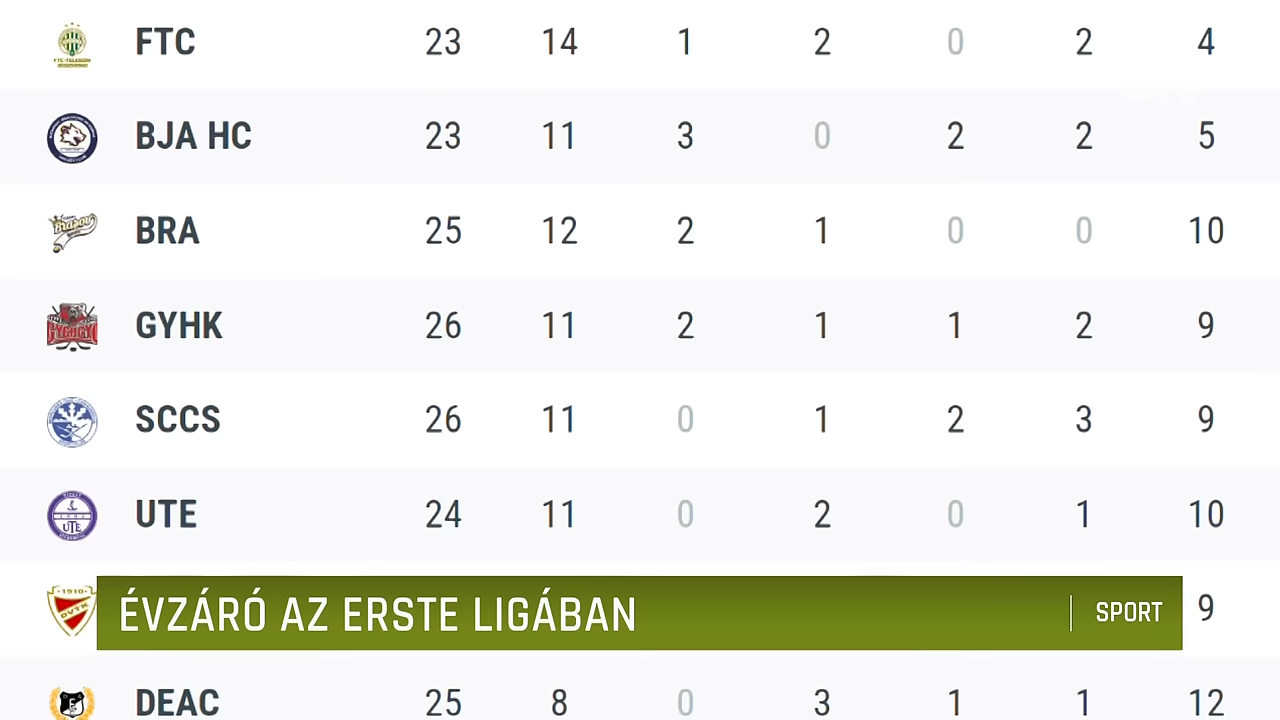 FTC 23 14 1 2 0 2 4
BJA HC 23 11 3 0 2 2 5
BRA 25 12 2 1 0 0 10
GYHK 26 11 2 1 1 2 9
SCCS 26 11 0 1 2 3 9
UTE 24 11 0 2 0 1 10
1910
DVTK
ÉVZÁRÓ AZ ERSTE LIGÁBAN SPORT 9
DEAC 25 8 0 3 1 1 12